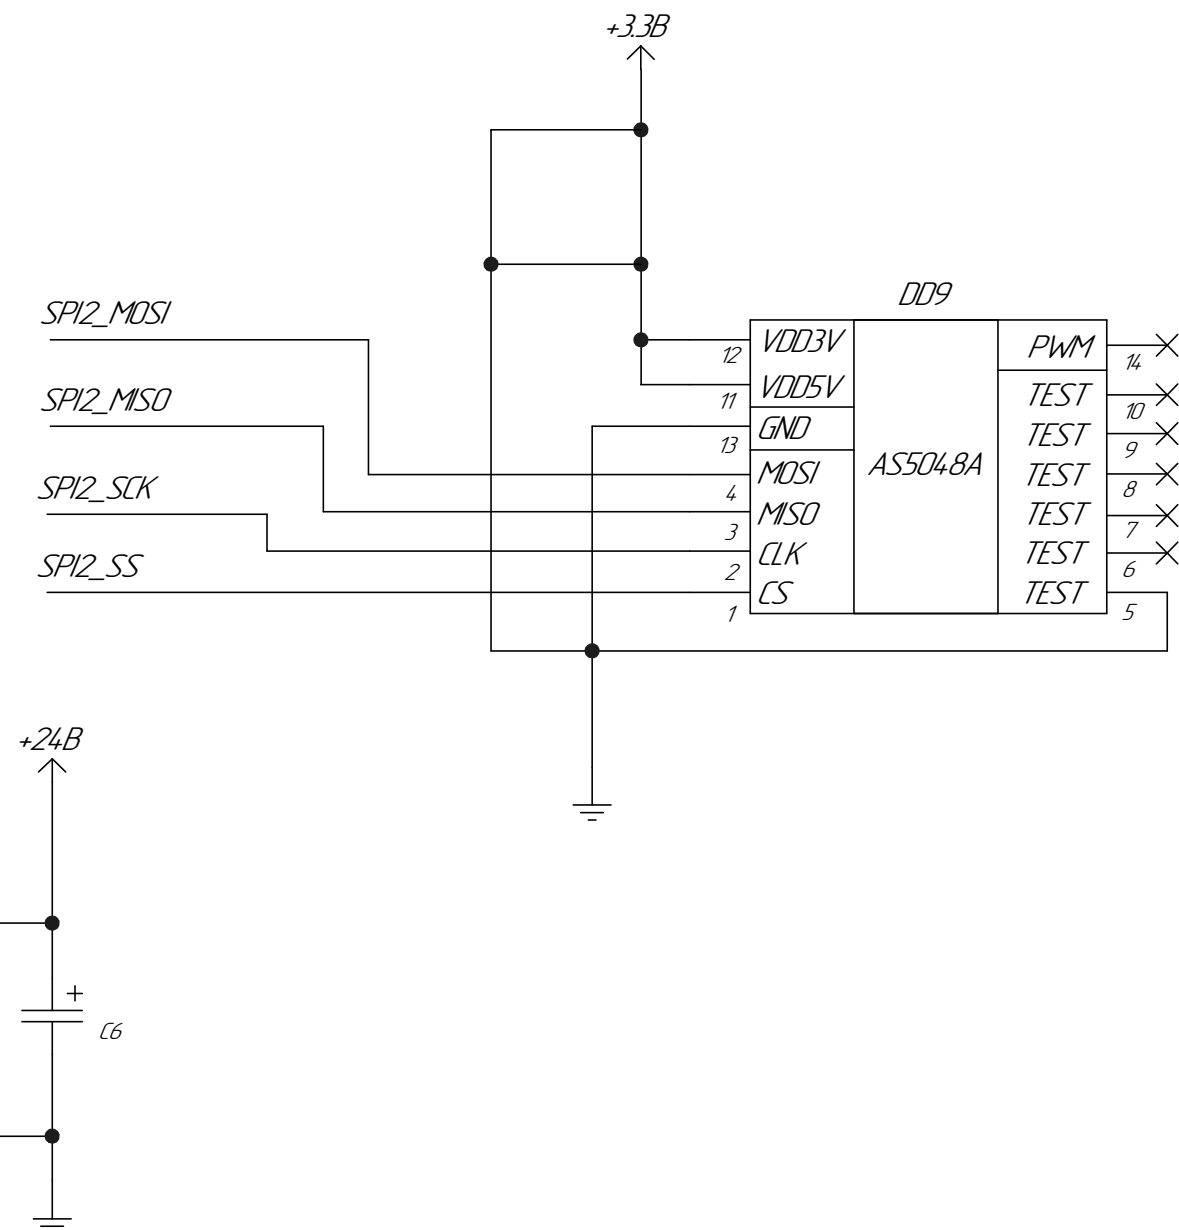 +3.3В
DD9
SPI2_MOSI
SPI2_MISO
SPI2_SCK
SPI2_SS
12 VDD3V
11 VDD5V
13 GND
4 MOSI
3 MISO
2 CLK
1 CS
AS5048A
PWM 14
TEST 10
TEST 9
TEST 8
TEST 7
TEST 6
TEST 5
+24В
+
C6